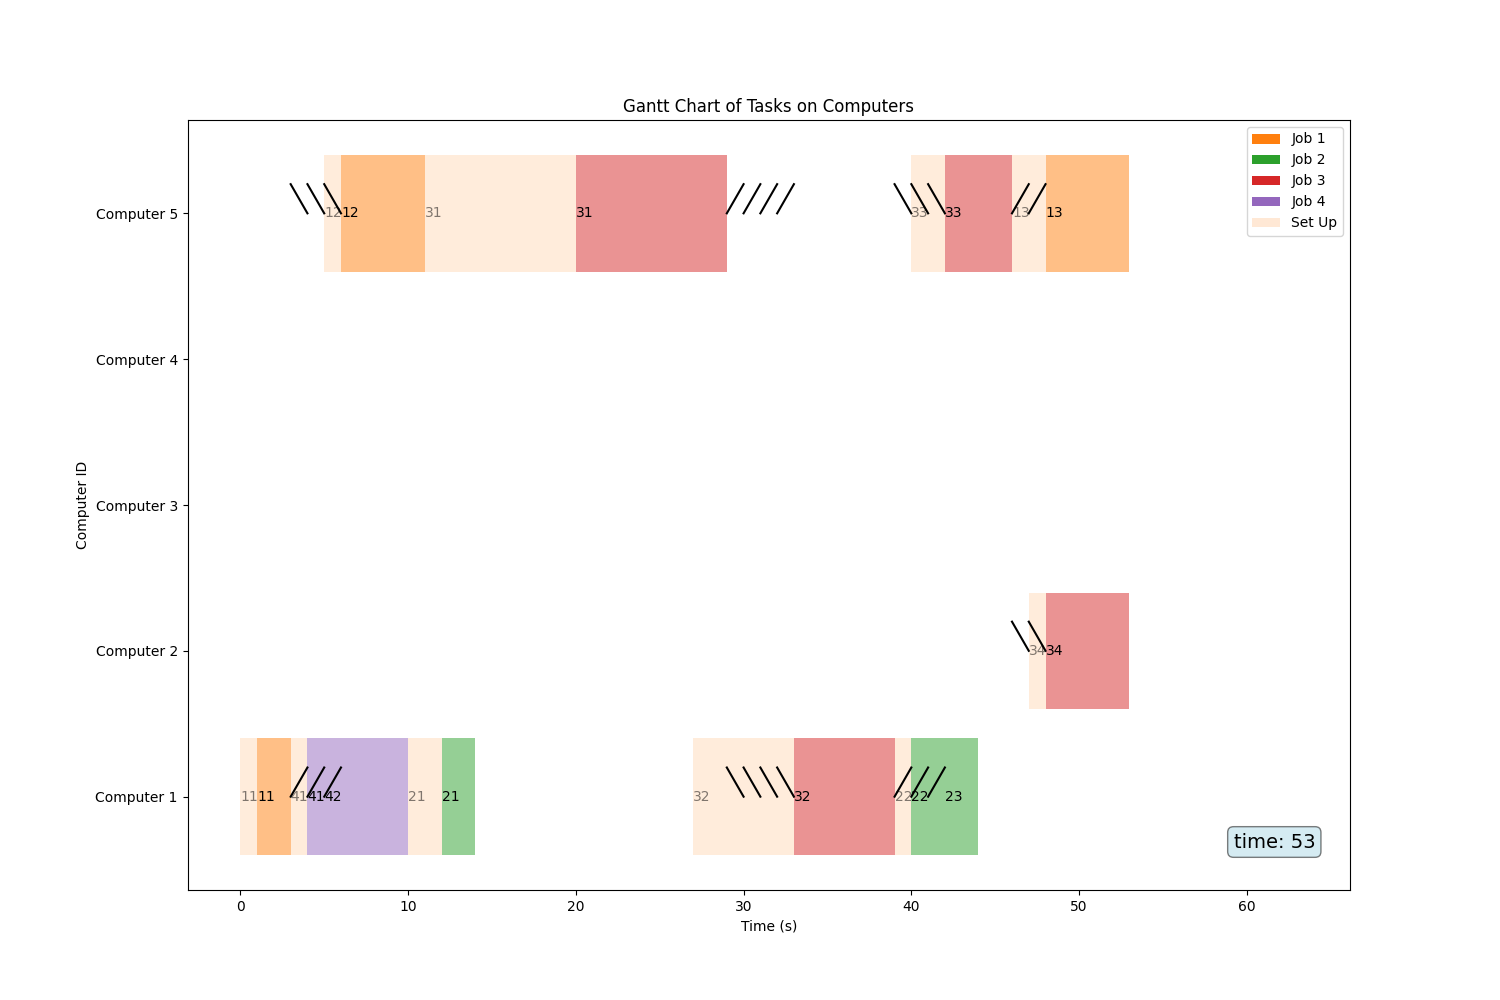 Gantt Chart of Tasks on Computers
Job 1
Job 2
Job 3
Job 4
Set Up
Computer 5
12 12 31 31 33 33 13 13
Computer 4
Computer 3
Computer 2
34 34
Computer 1
11 11 41 41 42 21 21 32 32 22 22 23
Computer ID
time: 53
0 10 20 30 40 50 60
Time (s)